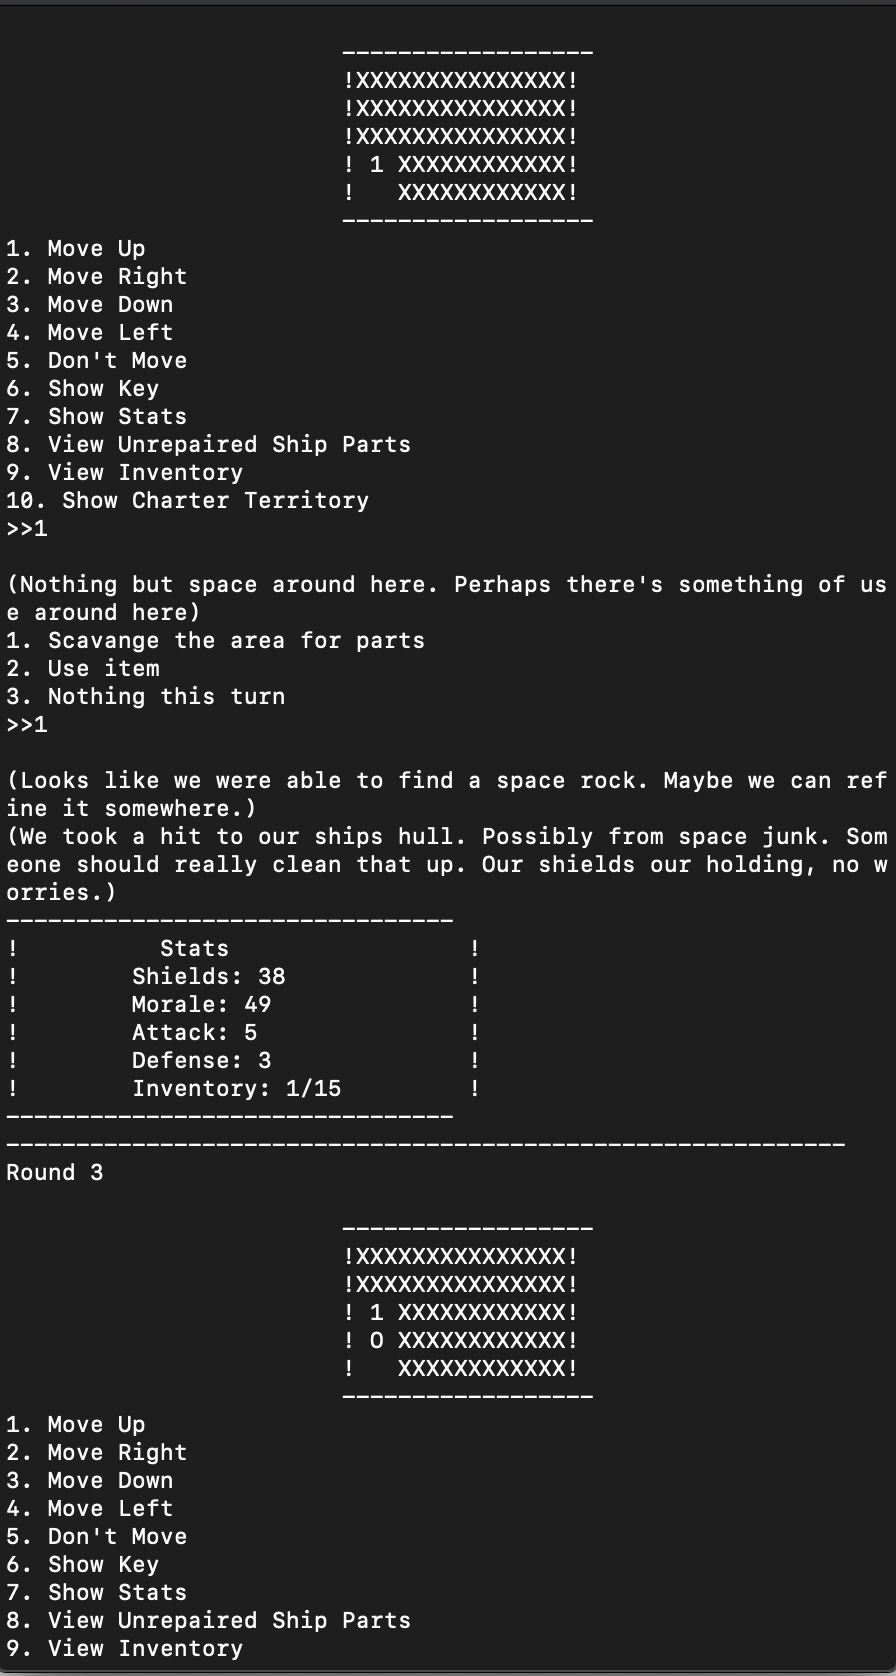 ------------------
!XXXXXXXXXXXXXXX!
!XXXXXXXXXXXXXXX!
!XXXXXXXXXXXXXXX!
! 1 XXXXXXXXXXXX!
!   XXXXXXXXXXXX!
------------------
1. Move Up
2. Move Right
3. Move Down
4. Move Left
5. Don't Move
6. Show Key
7. Show Stats
8. View Unrepaired Ship Parts
9. View Inventory
10. Show Charter Territory
>>1
(Nothing but space around here. Perhaps there's something of us
e around here)
1. Scavange the area for parts
2. Use item
3. Nothing this turn
>>1
(Looks like we were able to find a space rock. Maybe we can ref
ine it somewhere.)
(We took a hit to our ships hull. Possibly from space junk. Som
eone should really clean that up. Our shields our holding, no w
orries.)
--------------------------------
!          Stats                 !
!        Shields: 38             !
!        Morale: 49              !
!        Attack: 5               !
!        Defense: 3              !
!        Inventory: 1/15         !
--------------------------------
------------------------------------------------------------
Round 3
------------------
!XXXXXXXXXXXXXXX!
!XXXXXXXXXXXXXXX!
! 1 XXXXXXXXXXXX!
! O XXXXXXXXXXXX!
!   XXXXXXXXXXXX!
------------------
1. Move Up
2. Move Right
3. Move Down
4. Move Left
5. Don't Move
6. Show Key
7. Show Stats
8. View Unrepaired Ship Parts
9. View Inventory